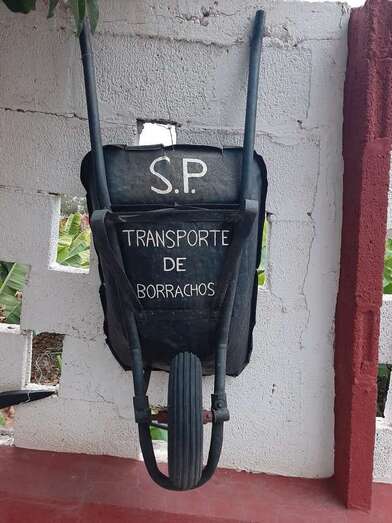 S.P.
TRANSPORTE
DE
BORRACHOS